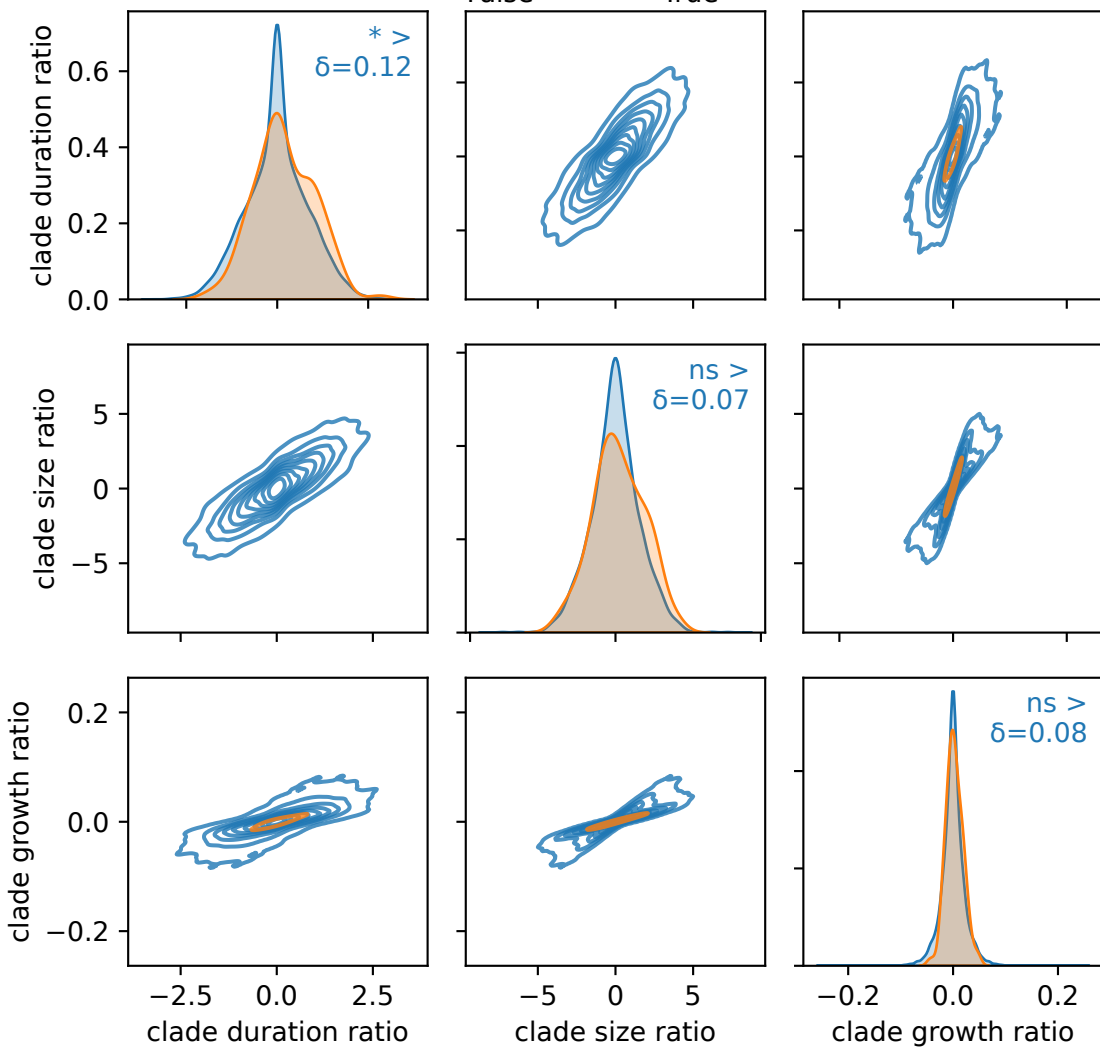 True
* >
δ=0.12
clade duration ratio
0.6
0.4
0.2
0.0
ns >
δ=0.07
clade size ratio
5
0
−5
ns >
δ=0.08
clade growth ratio
0.2
0.0
−0.2
−2.5 0.0 2.5
−5 0 5
−0.2 0.0 0.2
clade duration ratio
clade size ratio
clade growth ratio